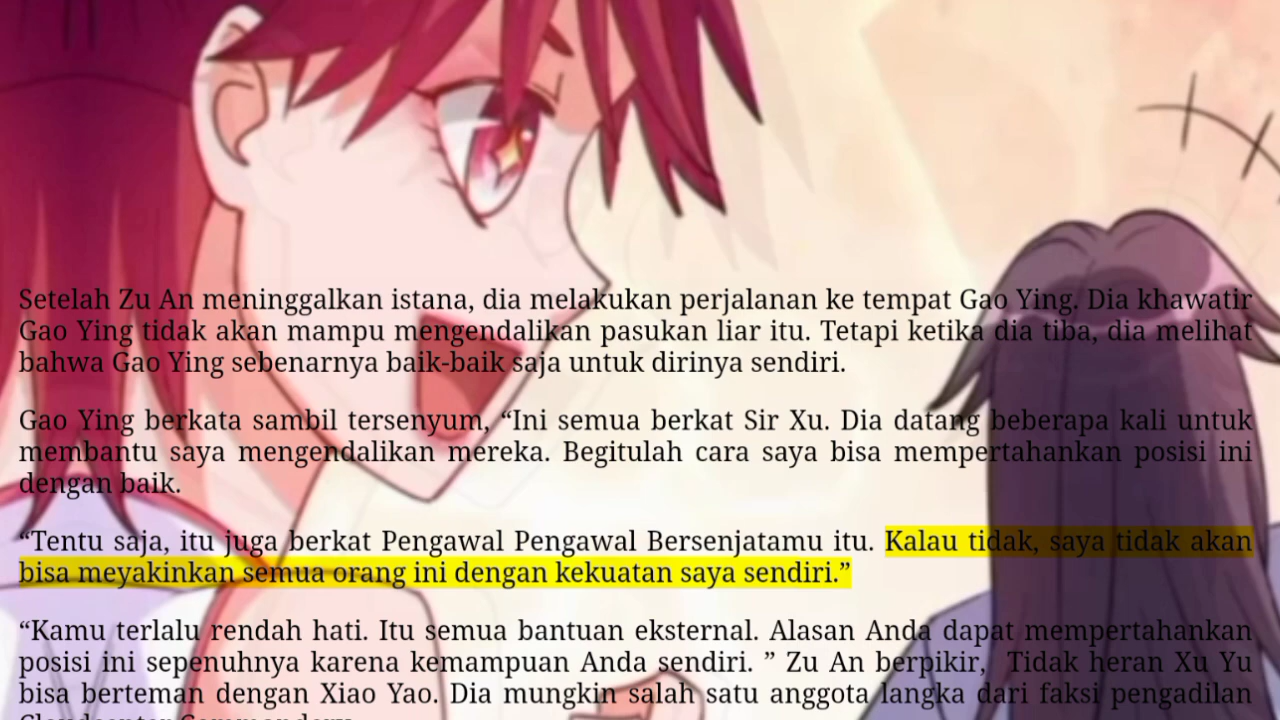 Setelah Zu An meninggalkan istana, dia melakukan perjalanan ke tempat Gao Ying. Dia khawatir
Gao Ying tidak akan mampu mengendalikan pasukan liar itu. Tetapi ketika dia tiba, dia melihat
bahwa Gao Ying sebenarnya baik-baik saja untuk dirinya sendiri.
Gao Ying berkata sambil tersenyum, “Ini semua berkat Sir Xu. Dia datang beberapa kali untuk
membantu saya mengendalikan mereka. Begitulah cara saya bisa mempertahankan posisi ini
dengan baik.
“Tentu saja, itu juga berkat Pengawal Pengawal Bersenjatamu itu. Kalau tidak, saya tidak akan
bisa meyakinkan semua orang ini dengan kekuatan saya sendiri.”
“Kamu terlalu rendah hati. Itu semua bantuan eksternal. Alasan Anda dapat mempertahankan
posisi ini sepenuhnya karena kemampuan Anda sendiri. ” Zu An berpikir, Tidak heran Xu Yu
bisa berteman dengan Xiao Yao. Dia mungkin salah satu anggota langka dari faksi pengadilan